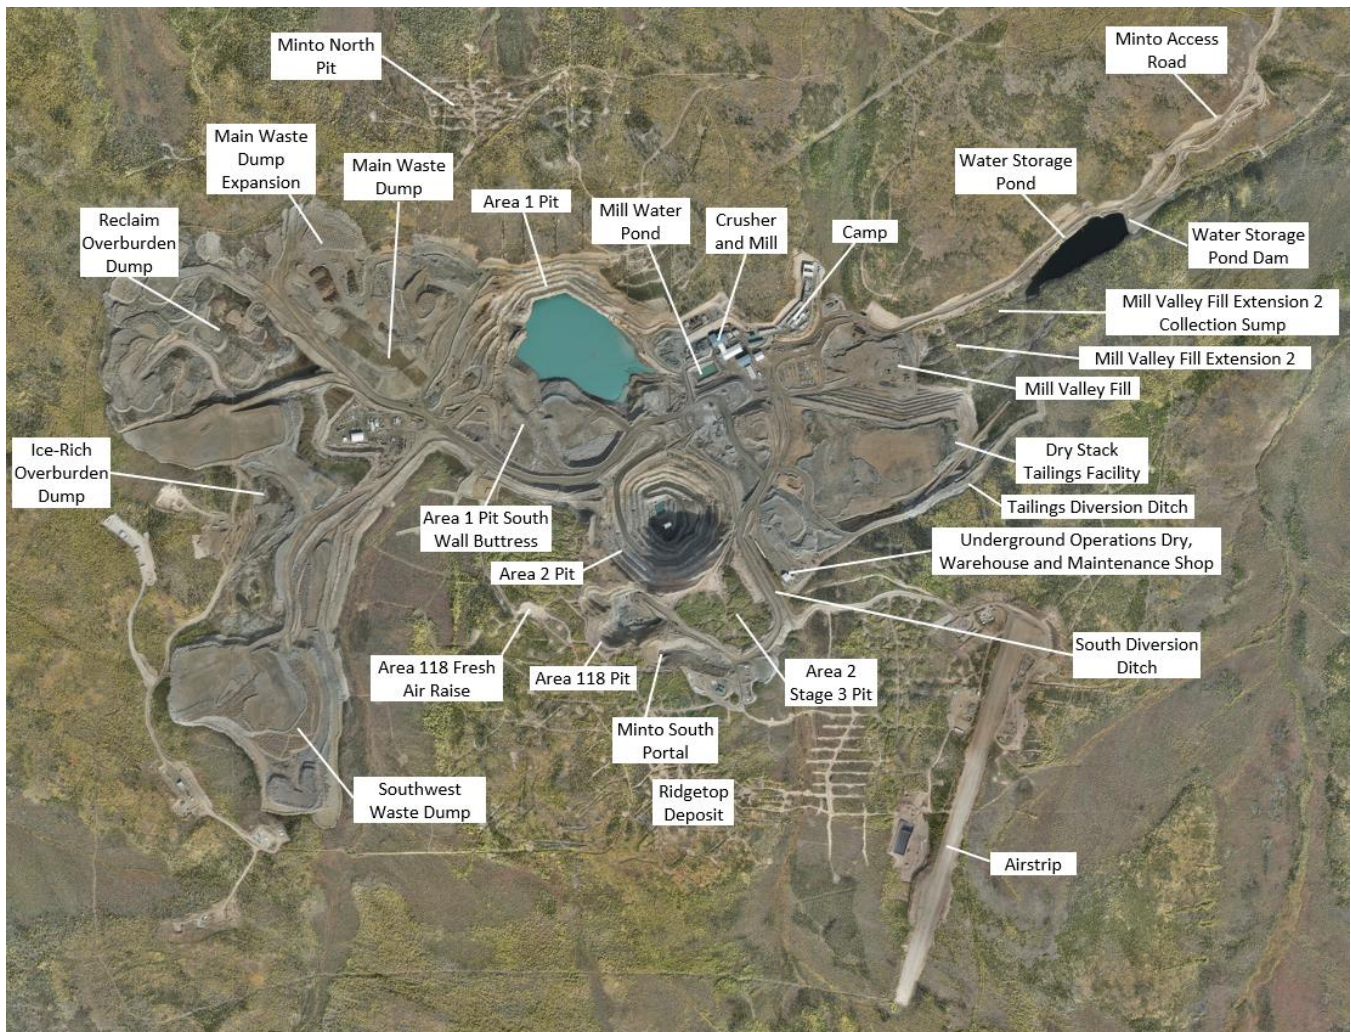 Minto North
Pit
Minto Access
Road
Main Waste
Dump
Expansion
Main Waste
Dump
Water Storage
Pond
Area 1 Pit
Mill Water
Pond
Crusher
and Mill
Camp
Reclaim
Overburden
Dump
Water Storage
Pond Dam
Mill Valley Fill Extension 2
Collection Sump
Mill Valley Fill Extension 2
Mill Valley Fill
Ice-Rich
Overburden
Dump
Dry Stack
Tailings Facility
Area 1 Pit South
Wall Buttress
Tailings Diversion Ditch
Underground Operations Dry,
Warehouse and Maintenance Shop
Area 2 Pit
South Diversion
Ditch
Area 118 Fresh
Air Raise
Area 118 Pit
Area 2
Stage 3 Pit
Minto South
Portal
Southwest
Waste Dump
Ridgetop
Deposit
Airstrip